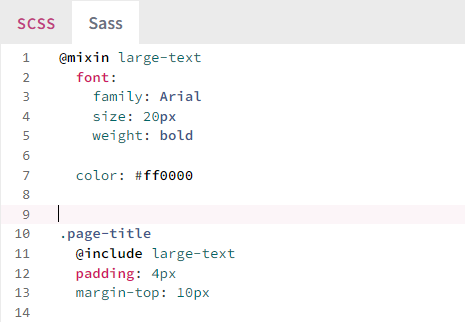 SCSS Sass
1 @mixin large-text
2 font:
3 family: Arial
4 size: 20px
5 weight: bold
6
7 color: #ff0000
8
9
10 .page-title
11 @include large-text
12 padding: 4px
13 margin-top: 10px
14